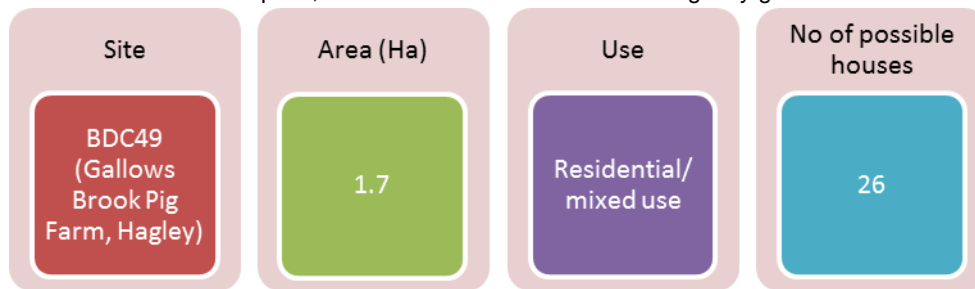 Site
BDC49
(Gallows
Brook Pig
Farm, Hagley)
Area (Ha)
1.7
Use
Residential/
mixed use
No of possible
houses
26